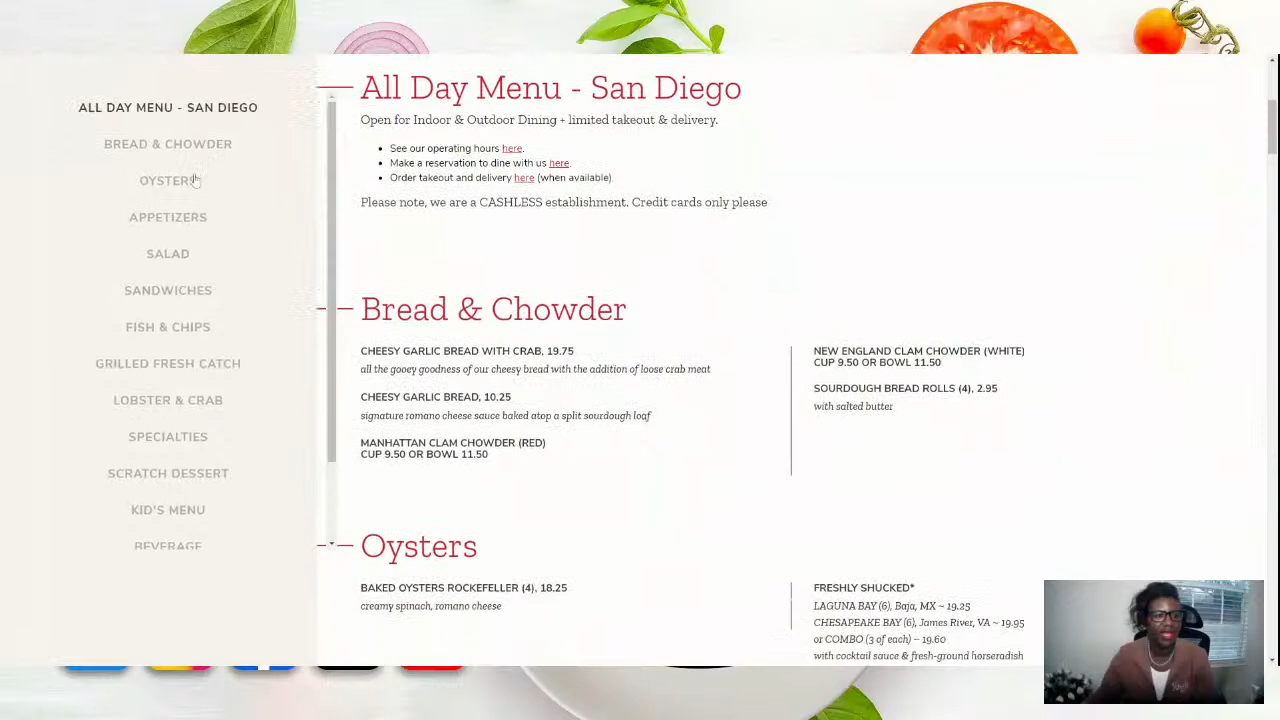 ALL DAY MENU - SAN DIEGO
BREAD & CHOWDER
OYSTERS
APPETIZERS
SALAD
SANDWICHES
FISH & CHIPS
GRILLED FRESH CATCH
LOBSTER & CRAB
SPECIALTIES
SCRATCH DESSERT
KID'S MENU
BEVERAGE
All Day Menu - San Diego
Open for Indoor & Outdoor Dining + limited takeout & delivery.
See our operating hours here.
Make a reservation to dine with us here.
Order takeout and delivery here (when available).
Please note, we are a CASHLESS establishment. Credit cards only please
Bread & Chowder
CHEESY GARLIC BREAD WITH CRAB, 19.75
all the gooey goodness of our cheesy bread with the addition of loose crab meat
CHEESY GARLIC BREAD, 10.25
signature romano cheese sauce baked atop a split sourdough loaf
MANHATTAN CLAM CHOWDER (RED)
CUP 9.50 OR BOWL 11.50
NEW ENGLAND CLAM CHOWDER (WHITE)
CUP 9.50 OR BOWL 11.50
SOURDOUGH BREAD ROLLS (4), 2.95
with salted butter
Oysters
BAKED OYSTERS ROCKEFELLER (4), 18.25
creamy spinach, romano cheese
FRESHLY SHUCKED*
LAGUNA BAY (6), Baja, MX ~ 19.25
CHESAPEAKE BAY (6), James River, VA ~ 19.95
or COMBO (3 of each) ~ 19.60
with cocktail sauce & fresh-ground horseradish